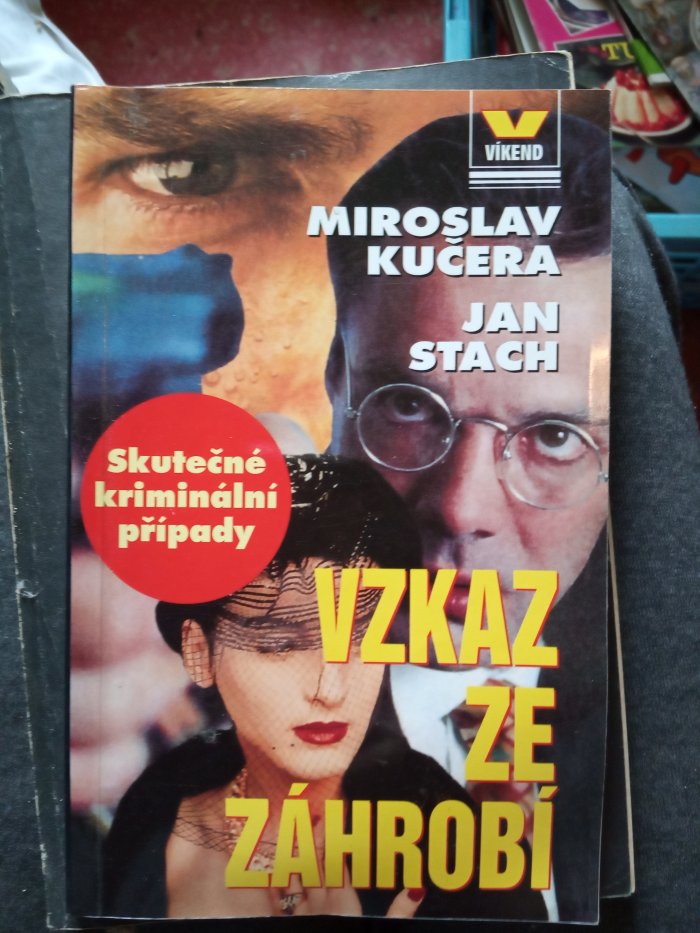 VÍKEND
MIROSLAV
KUČERA
JAN
STACH
Skutečné
kriminální
případy
VZKAZ
ZE
ZÁHROBÍ